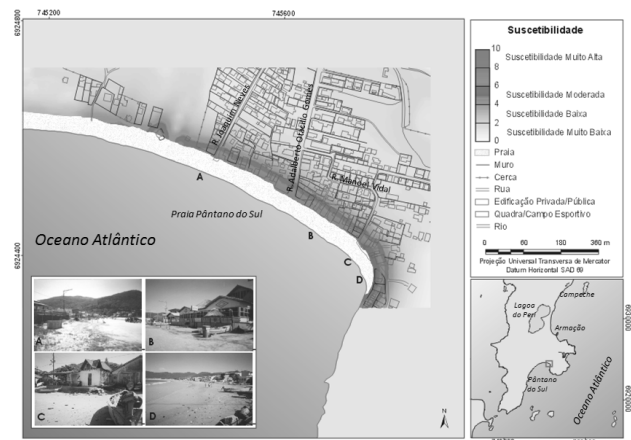 745200
745600
6924800
6924400
R. Joaquim Neves
R. Adalberto Otacílio Gomes
R. Manoel Vidal
A
Praia Pântano do Sul
B
C
D
Oceano Atlântico
A
B
C
D
N
Suscetibilidade
10
8
6
4
2
0
Suscetibilidade Muito Alta
Suscetibilidade Moderada
Suscetibilidade Baixa
Suscetibilidade Muito Baixa
Praia
Muro
Cerca
Rua
Edificação Privada/Pública
Quadra/Campo Esportivo
Rio
0 60 180 360 m
Projeção Universal Transversa de Mercator
Datum Horizontal SAD 69
Campeche
Lagoa
do Peri
Armação
Pântano
do Sul
Oceano Atlântico